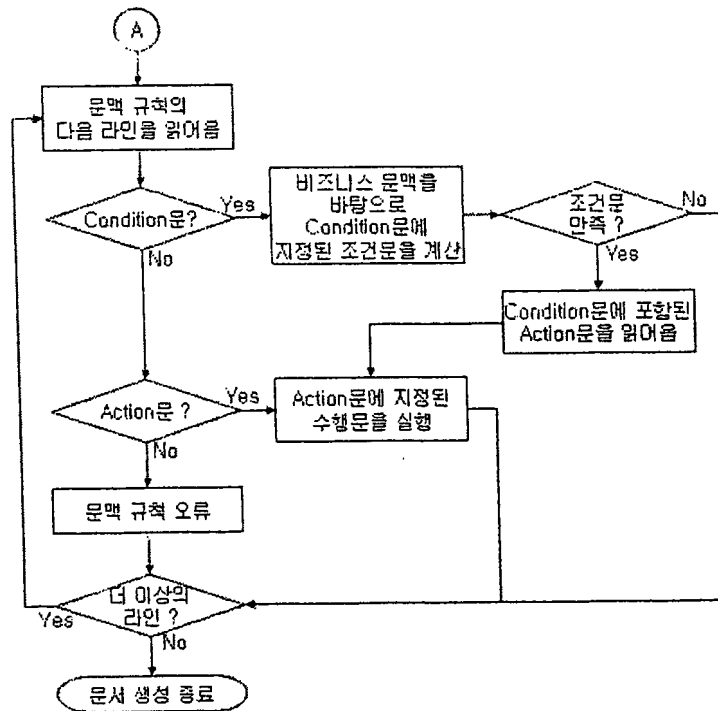 A
문맥 규칙의
다음 라인을 읽어옴
Condition문?
Yes
No
비즈니스 문맥을
바탕으로
Condition문에
지정된 조건문을 계산
조건문
만족 ?
No
Yes
Condition문에 포함된
Action문을 읽어옴
Action문 ?
Yes
No
Action문에 지정된
수행문을 실행
문맥 규칙 오류
더 이상의
라인 ?
Yes
No
문서 생성 종료